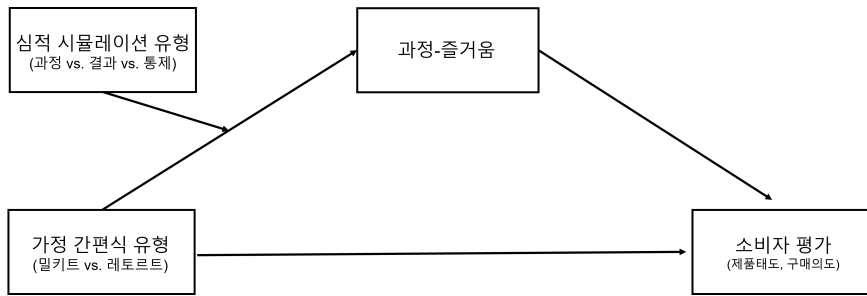 심적 시뮬레이션 유형
(과정 vs. 결과 vs. 통제)
과정-즐거움
가정 간편식 유형
(밀키트 vs. 레토르트)
소비자 평가
(제품태도, 구매의도)